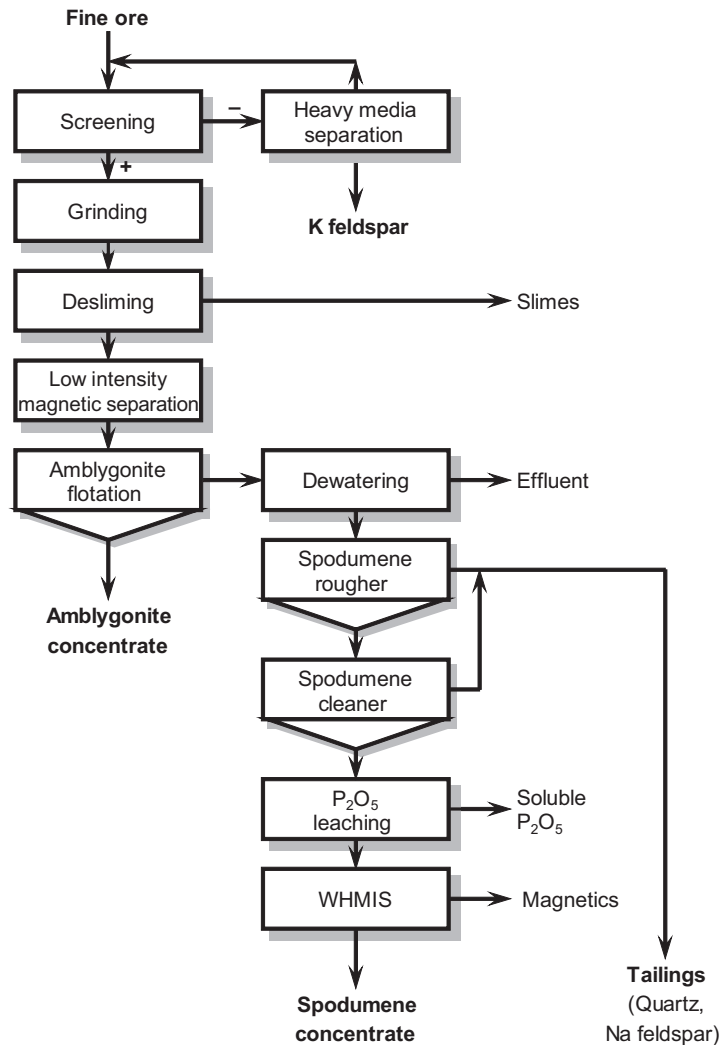 Fine ore
Screening
–
Heavy media
separation
+
Grinding
K feldspar
Desliming
Slimes
Low intensity
magnetic separation
Amblygonite
flotation
Dewatering
Effluent
Spodumene
rougher
Amblygonite
concentrate
Spodumene
cleaner
P₂O₅
leaching
Soluble
P₂O₅
WHMIS
Magnetics
Spodumene
concentrate
Tailings
(Quartz,
Na feldspar)